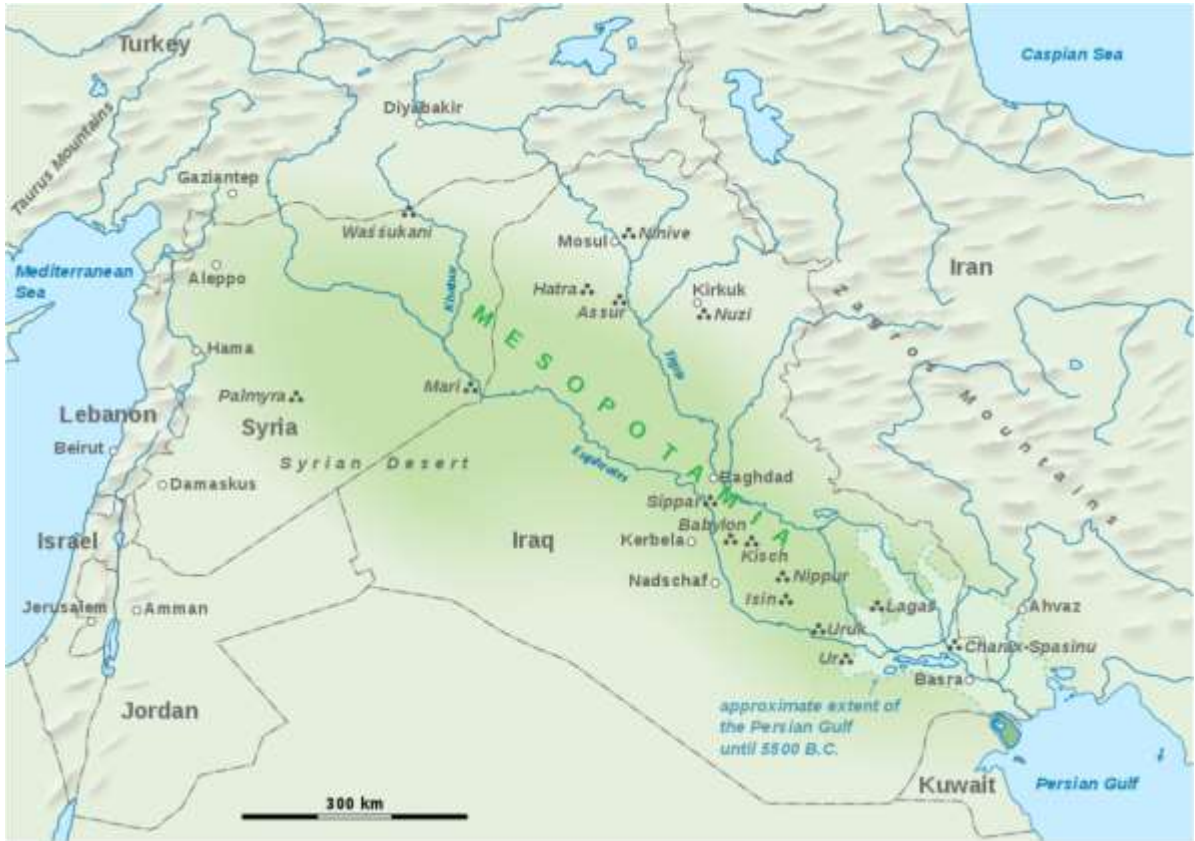 Turkey
Caspian Sea
Diyabakir
Taurus Mountains
Gaziantep
Wassukani
Mosul
Ninive
Mediterranean
Sea
Aleppo
Khabur
Iran
Hatra
Assur
Kirkuk
Nuzi
Zagros Mountains
MESOPOTAMIA
Hama
Tigris
Mari
Palmyra
Lebanon
Syria
Beirut
Syrian Desert
Euphrates
Baghdad
Damaskus
Sippar
Babylon
Israel
Iraq
Kerbela
Kisch
Nadschaf
Nippur
Isin
Lagas
Jerusalem
Amman
Ahvaz
Uruk
Charax-Spasinu
Ur
Basra
Jordan
approximate extent of
the Persian Gulf
until 5500 B.C.
Kuwait
Persian Gulf
300 km